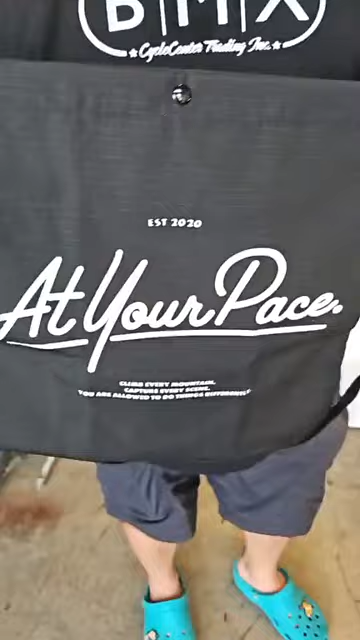 BMX
★CycleCenter Trading Inc.★
EST 2020
At Your Pace.
CLIMB EVERY MOUNTAIN.
CAPTURE EVERY SCENE.
YOU ARE ALLOWED TO DO THINGS DIFFERENTLY